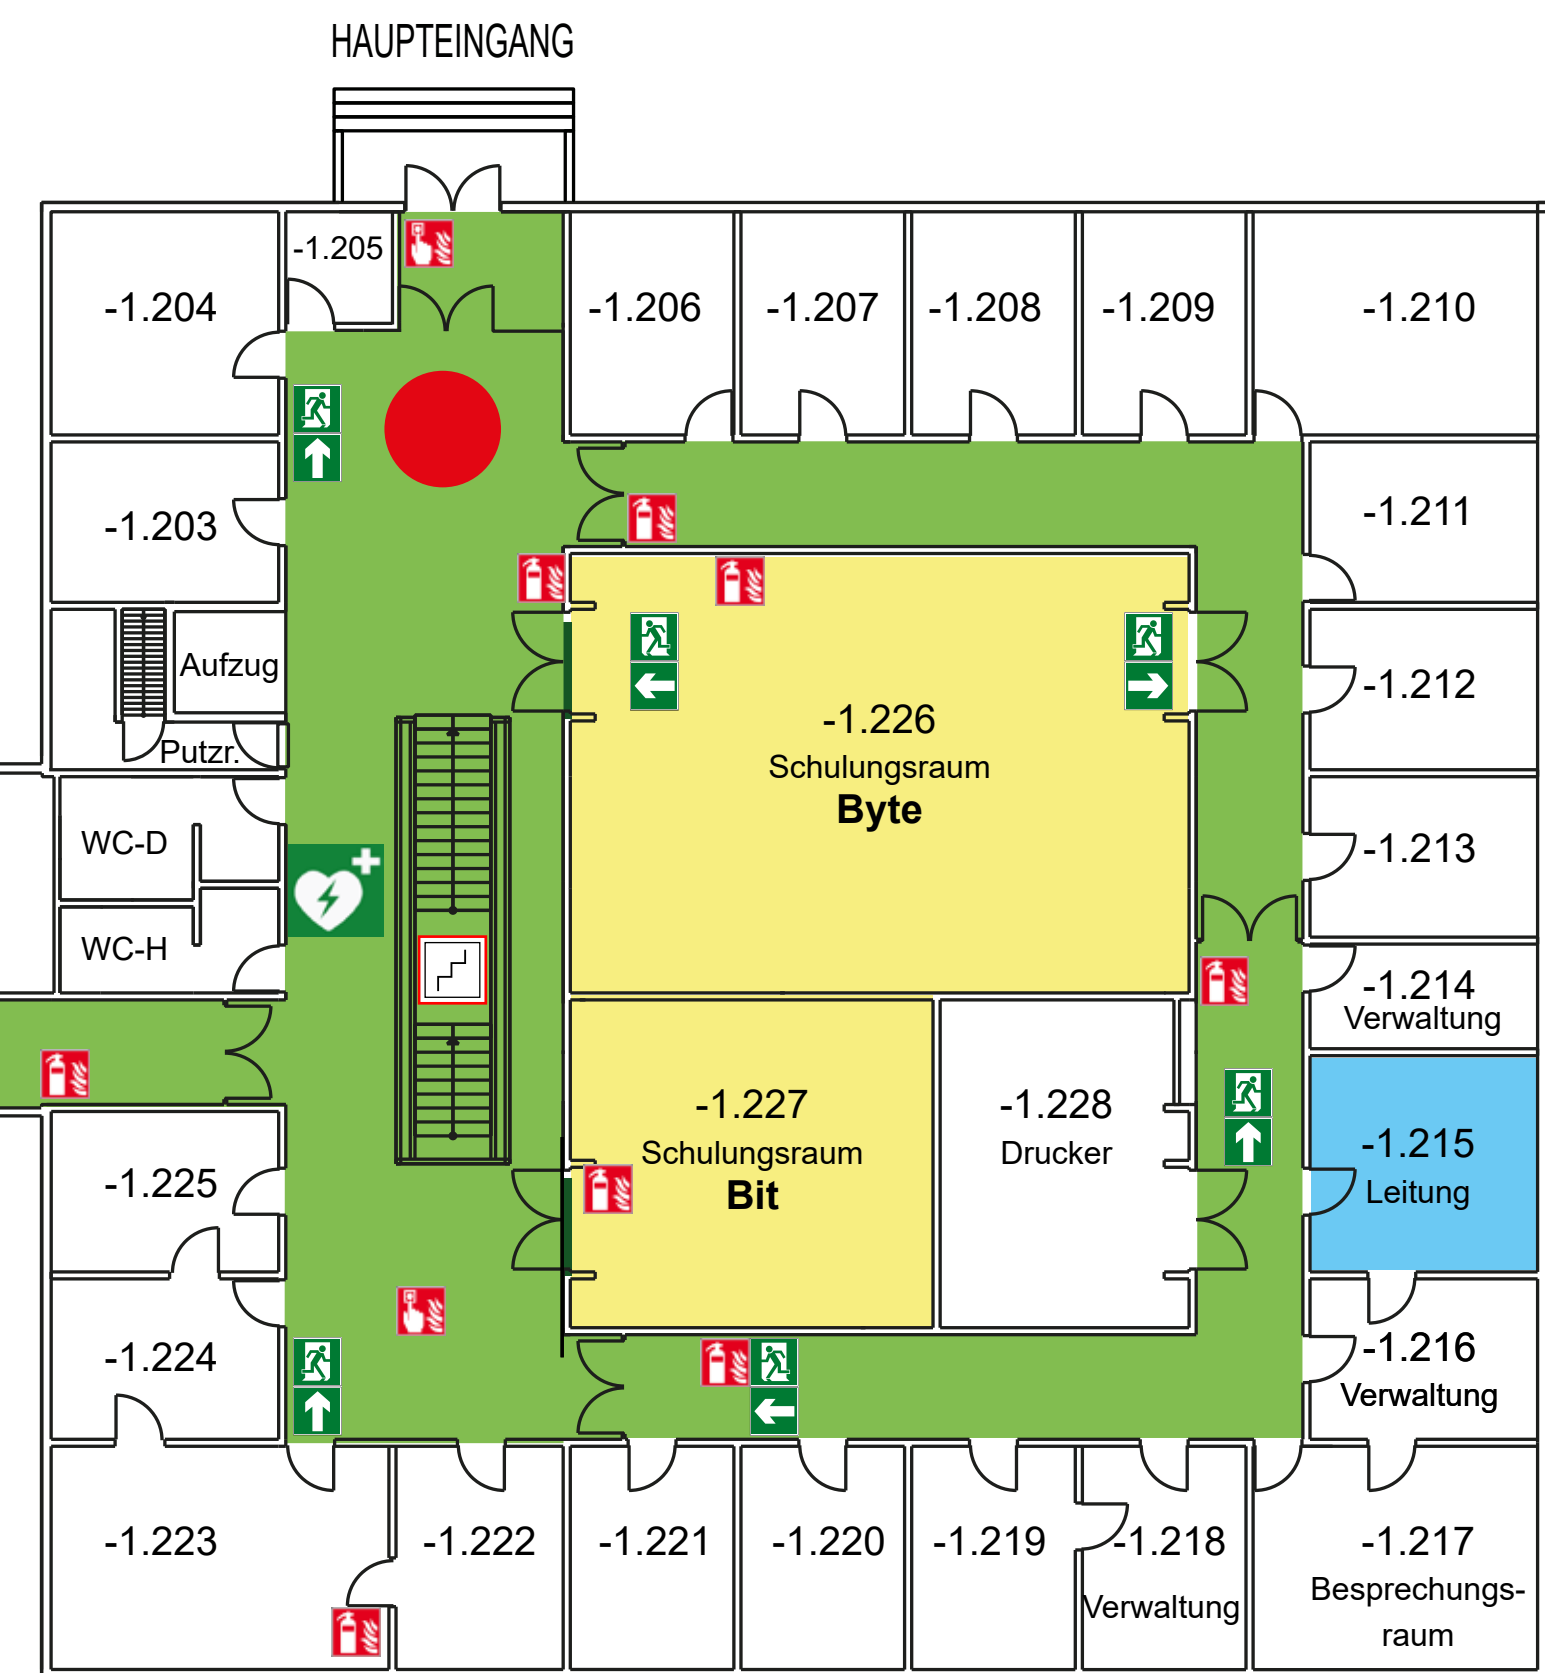 HAUPTEINGANG
-1.204
-1.205
-1.206
-1.207
-1.208
-1.209
-1.210
-1.203
-1.211
Aufzug
-1.212
Putzr.
-1.226
Schulungsraum
Byte
WC-D
-1.213
WC-H
-1.214
Verwaltung
-1.227
Schulungsraum
Bit
-1.228
Drucker
-1.215
Leitung
-1.225
-1.224
-1.216
Verwaltung
-1.223
-1.222
-1.221
-1.220
-1.219
-1.218
Verwaltung
-1.217
Besprechungs-
raum